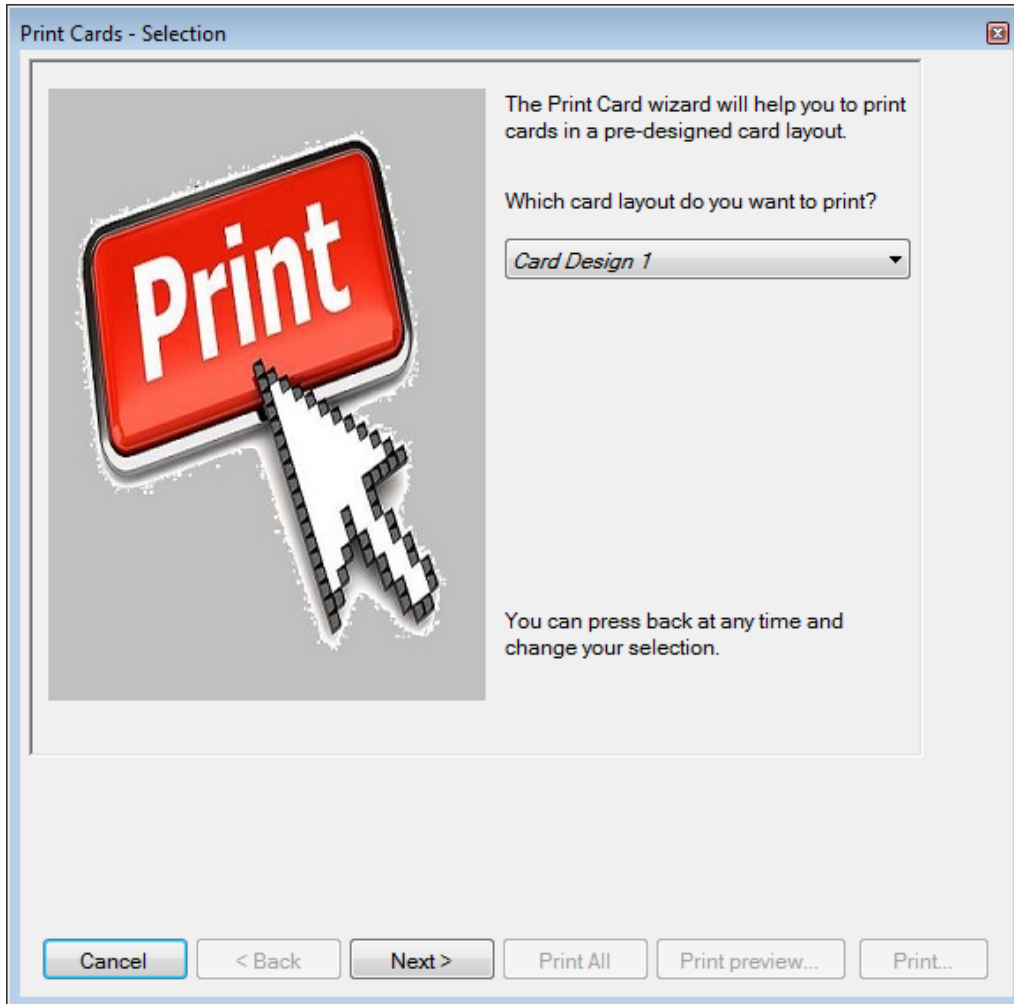 Print Cards - Selection
The Print Card wizard will help you to print
cards in a pre-designed card layout.
Which card layout do you want to print?
Card Design 1
Print
You can press back at any time and
change your selection.
Cancel
< Back
Next >
Print All
Print preview...
Print...